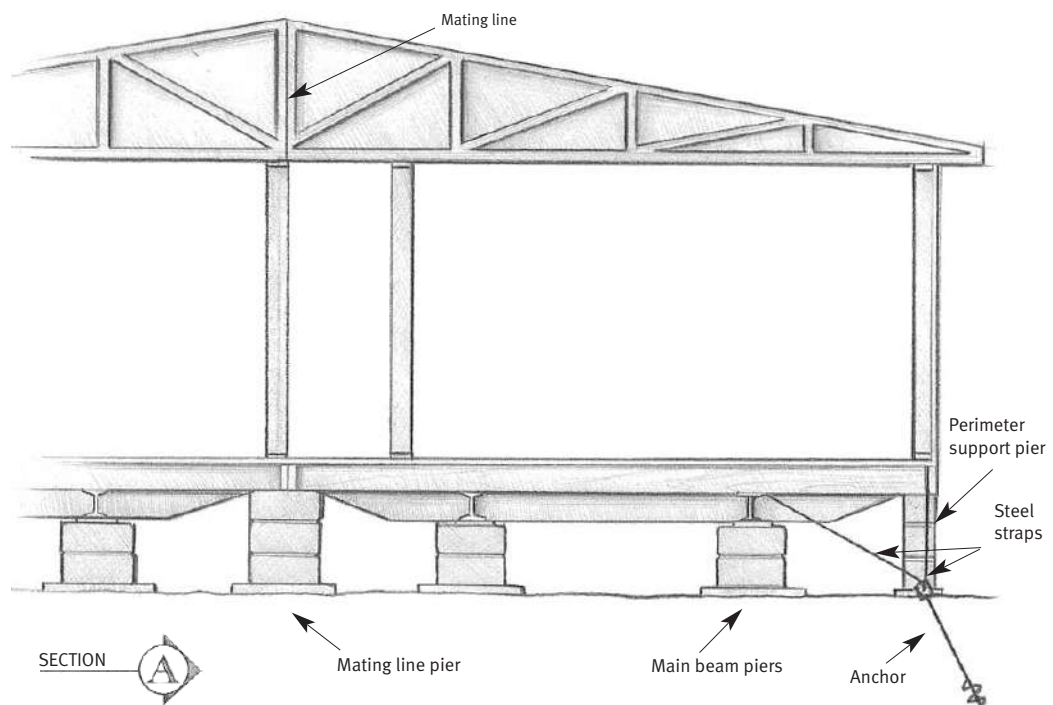 Mating line
Perimeter
support pier
Steel
straps
SECTION
A
Mating line pier
Main beam piers
Anchor